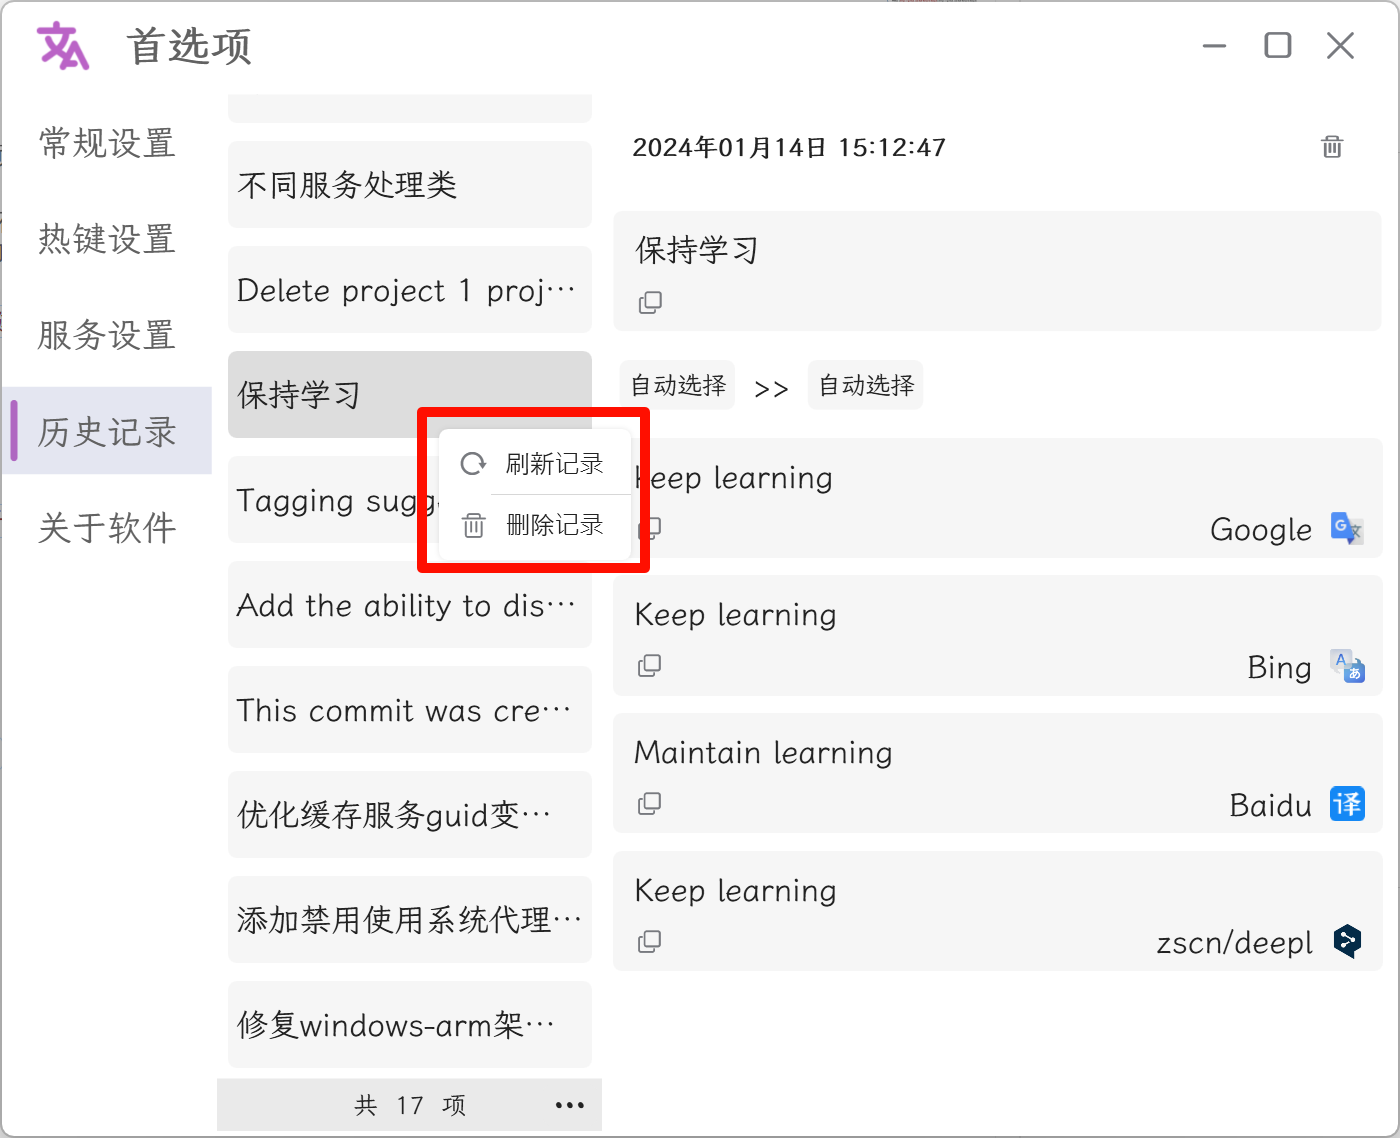 首选项
常规设置
热键设置
服务设置
历史记录
关于软件
不同服务处理类
Delete project 1 proj…
保持学习
Tagging sugg
Add the ability to dis…
This commit was cre…
优化缓存服务guid变…
添加禁用使用系统代理…
修复windows-arm架…
共 17 项
刷新记录
删除记录
2024年01月14日 15:12:47
保持学习
自动选择 >> 自动选择
Keep learning
Google
Keep learning
Bing
Maintain learning
Baidu
译
Keep learning
zscn/deepl